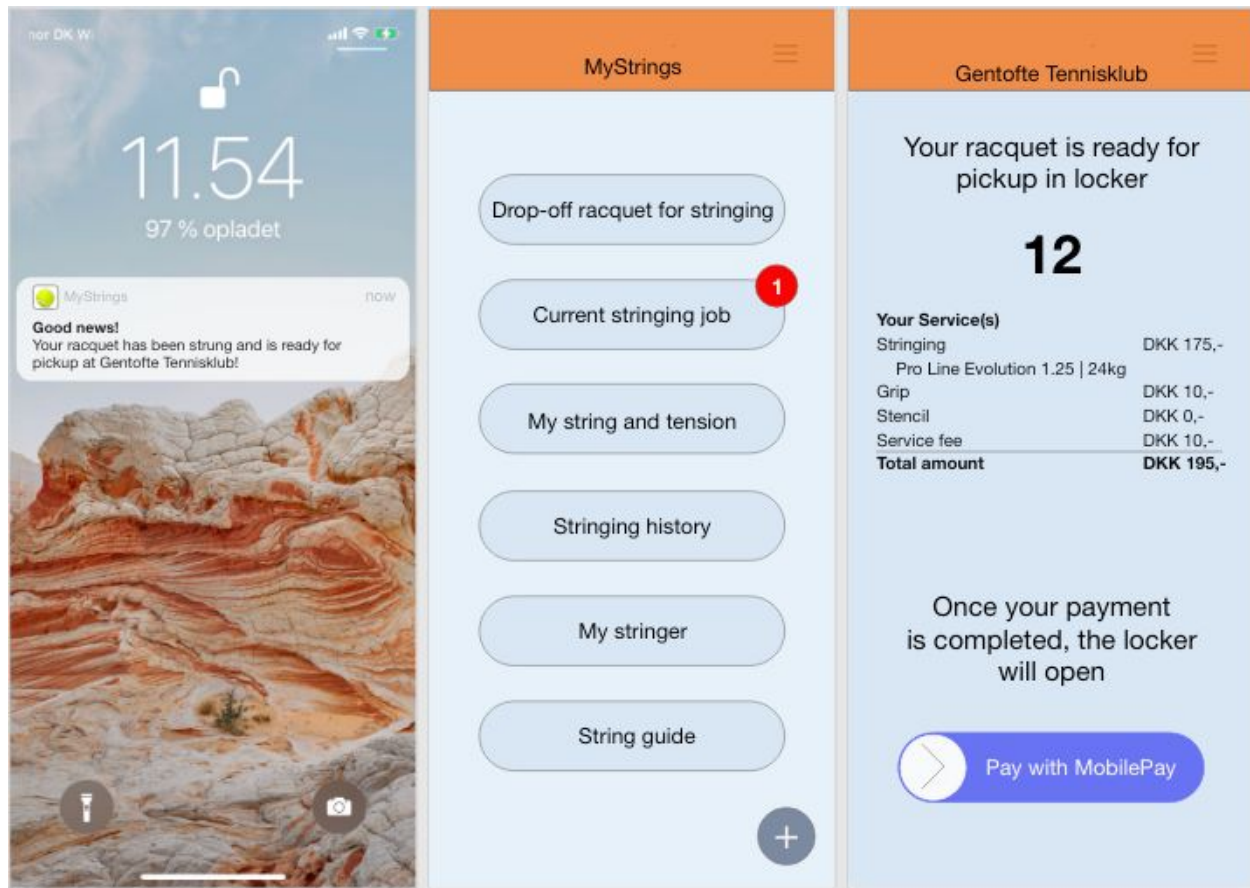 nor DK Wi
11.54
97 % opladet
MyStrings
now
Good news!
Your racquet has been strung and is ready for
pickup at Gentofte Tennisklub!
MyStrings
Drop-off racquet for stringing
Current stringing job
1
My string and tension
Stringing history
My stringer
String guide
+
Gentofte Tennisklub
Your racquet is ready for
pickup in locker
12
Your Service(s)
Stringing DKK 175,-
Pro Line Evolution 1.25 | 24kg
Grip DKK 10,-
Stencil DKK 0,-
Service fee DKK 10,-
Total amount DKK 195,-
Once your payment
is completed, the locker
will open
Pay with MobilePay